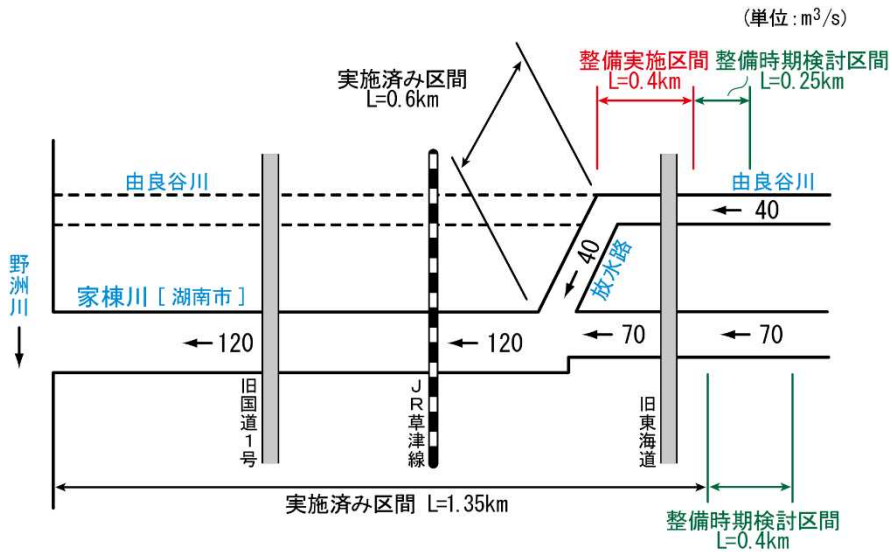 (単位:m³/s)
整備実施区間
L=0.4km
整備時期検討区間
L=0.25km
実施済み区間
L=0.6km
由良谷川
由良谷川
← 40
40
放水路
野洲川
家棟川[湖南市]
← 120
← 120
← 70
← 70
旧国道1号
JR草津線
旧東海道
実施済み区間 L=1.35km
整備時期検討区間
L=0.4km